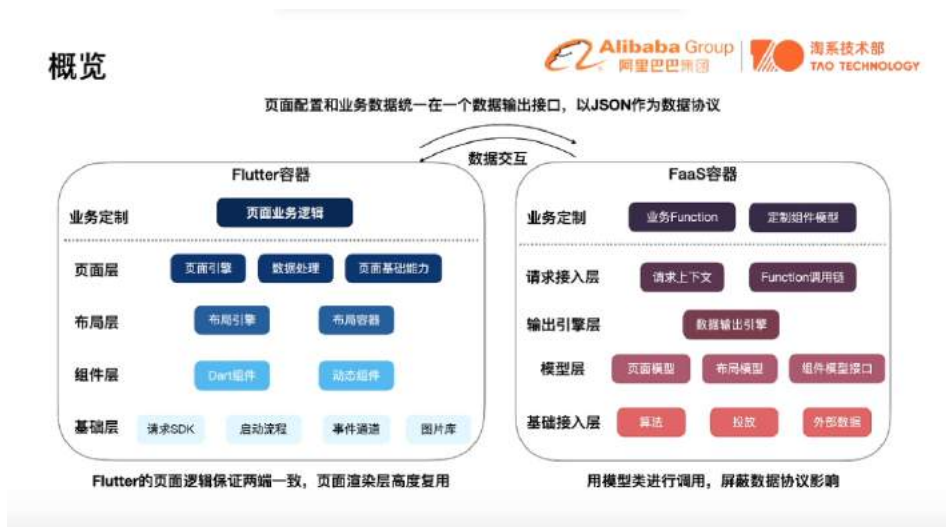 概览
Alibaba Group
阿里巴巴集团
淘系技术部
TAO TECHNOLOGY
页面配置和业务数据统一在一个数据输出接口，以JSON作为数据协议
数据交互
Flutter容器
业务定制 页面业务逻辑
页面层 页面引擎 数据处理 页面基础能力
布局层 布局引擎 布局容器
组件层 Dart组件 动态组件
基础层 请求SDK 启动流程 事件通道 图片库
Flutter的页面逻辑保证两端一致，页面渲染层高度复用
FaaS容器
业务定制 业务Function 定制组件模型
请求接入层 请求上下文 Function调用链
输出引擎层 数据输出引擎
模型层 页面模型 布局模型 组件模型接口
基础接入层 算法 投放 外部数据
用模型类进行调用，屏蔽数据协议影响